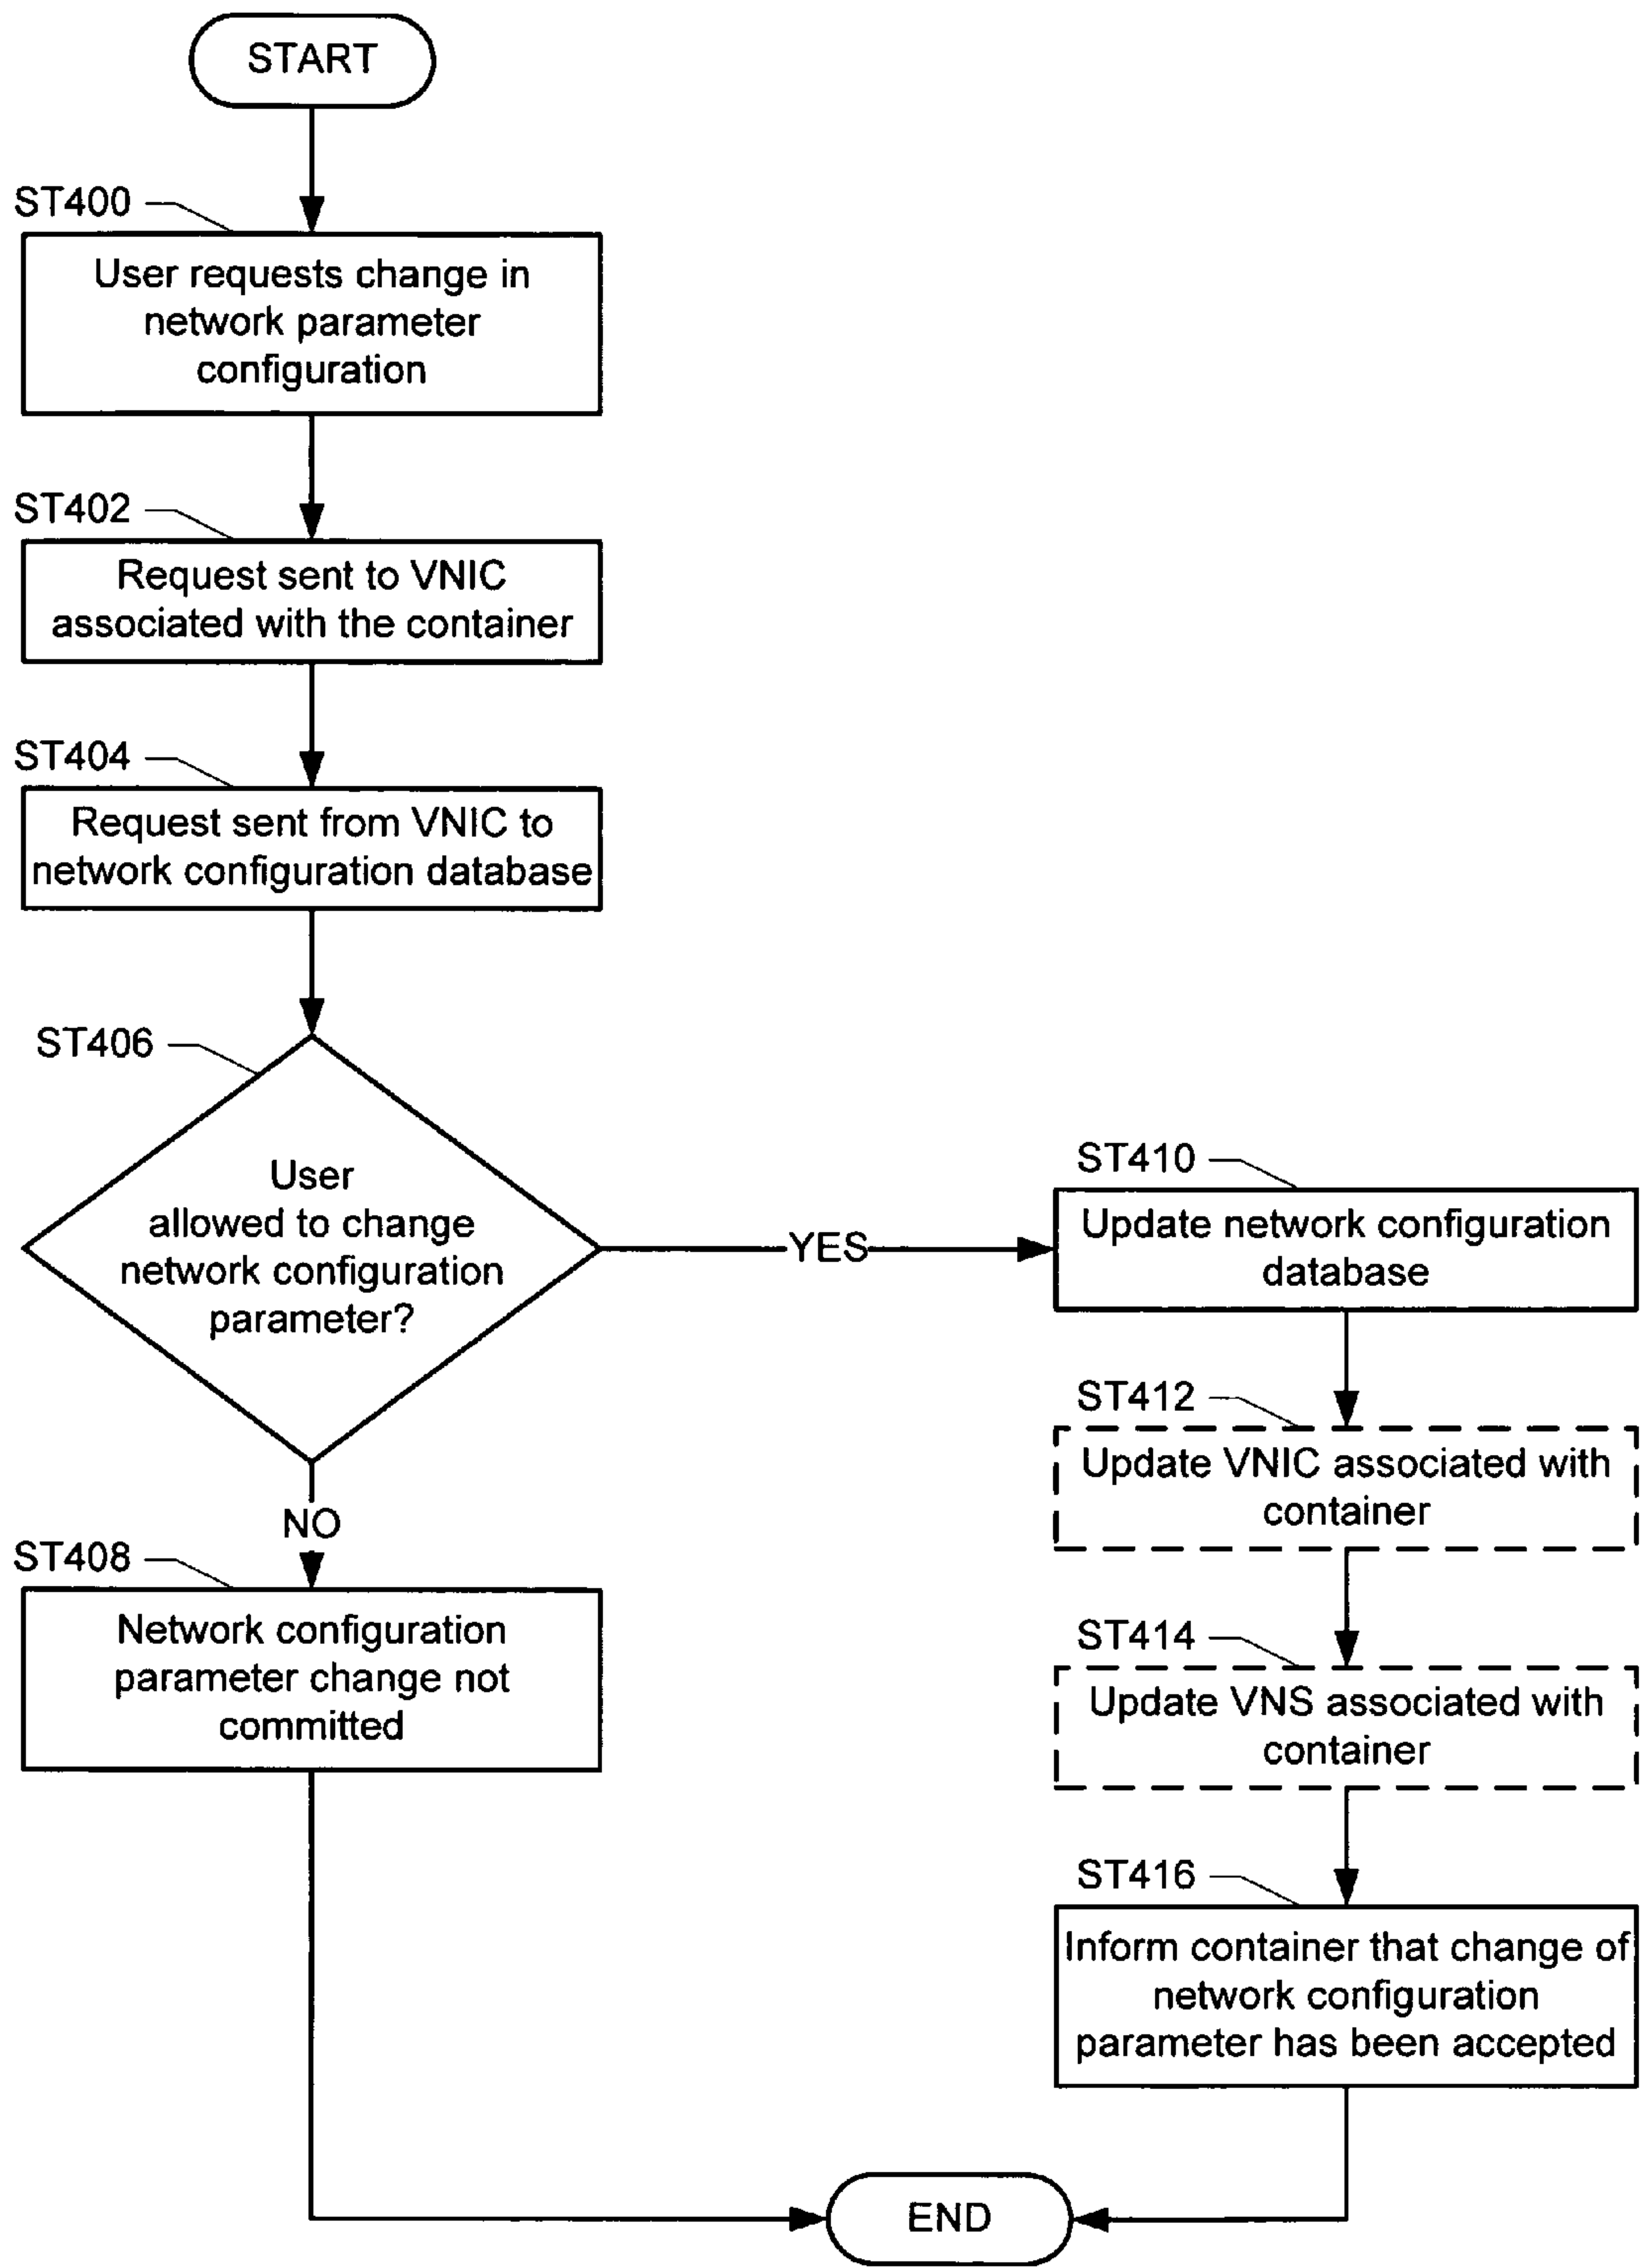 START
ST400
User requests change in
network parameter
configuration
ST402
Request sent to VNIC
associated with the container
ST404
Request sent from VNIC to
network configuration database
ST406
User
allowed to change
network configuration
parameter?
YES
NO
ST408
Network configuration
parameter change not
committed
ST410
Update network configuration
database
ST412
Update VNIC associated with
container
ST414
Update VNS associated with
container
ST416
Inform container that change of
network configuration
parameter has been accepted
END